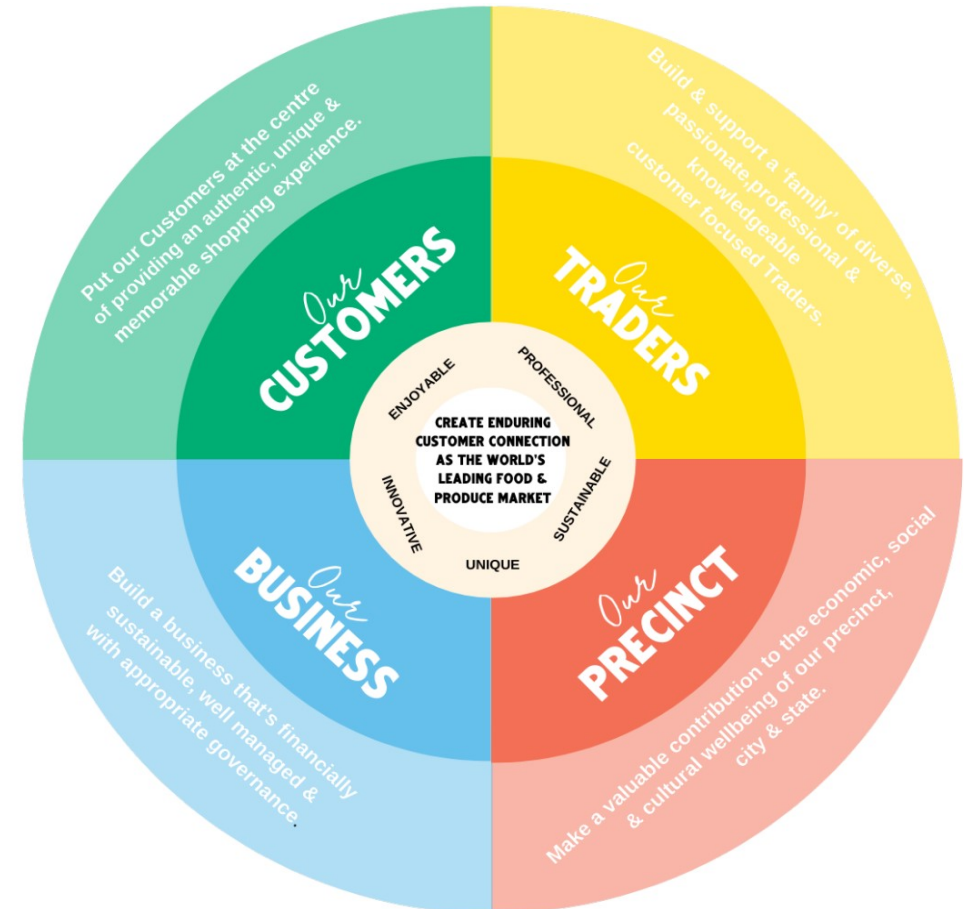 Put our Customers at the centre
of providing an authentic, unique &
memorable shopping experience.
Our
CUSTOMERS
Build & support a 'family' of diverse,
passionate,professional &
knowledgeable
customer focused Traders.
Our
TRADERS
ENJOYABLE
PROFESSIONAL
SUSTAINABLE
UNIQUE
INNOVATIVE
CREATE ENDURING
CUSTOMER CONNECTION
AS THE WORLD'S
LEADING FOOD &
PRODUCE MARKET
Our
BUSINESS
Build a business that's financially
sustainable, well managed &
with appropriate governance.
Our
PRECINCT
Make a valuable contribution to the economic, social
& cultural wellbeing of our precinct,
city & state.